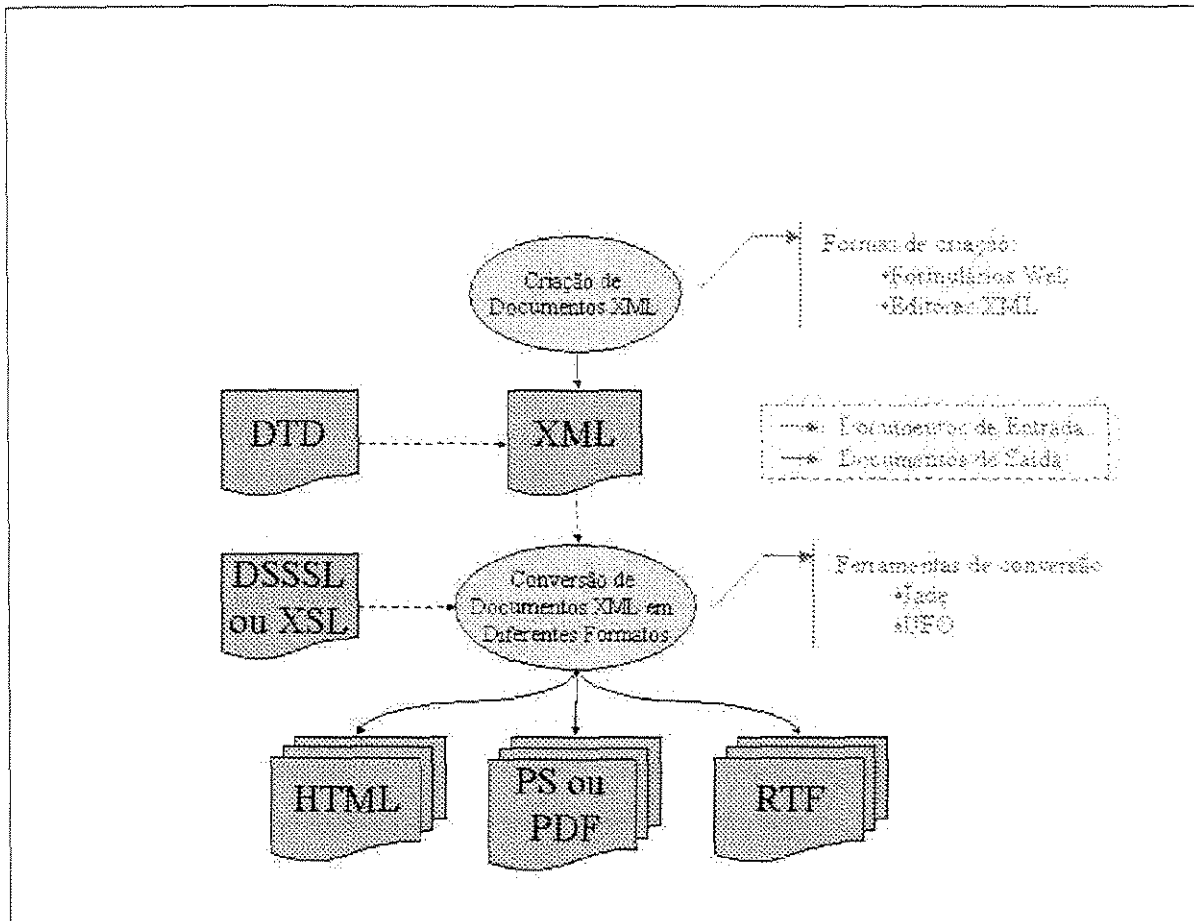 Criação de
Documentos XML
Formas de criação:
•Formulários Web
•Editores XML
DTD
XML
Documentos de Entrada
Documentos de Saída
DSSSL
ou XSL
Conversão de
Documentos XML em
Diferentes Formatos
Ferramentas de conversão
•Jade
•UFO
HTML
PS ou
PDF
RTF